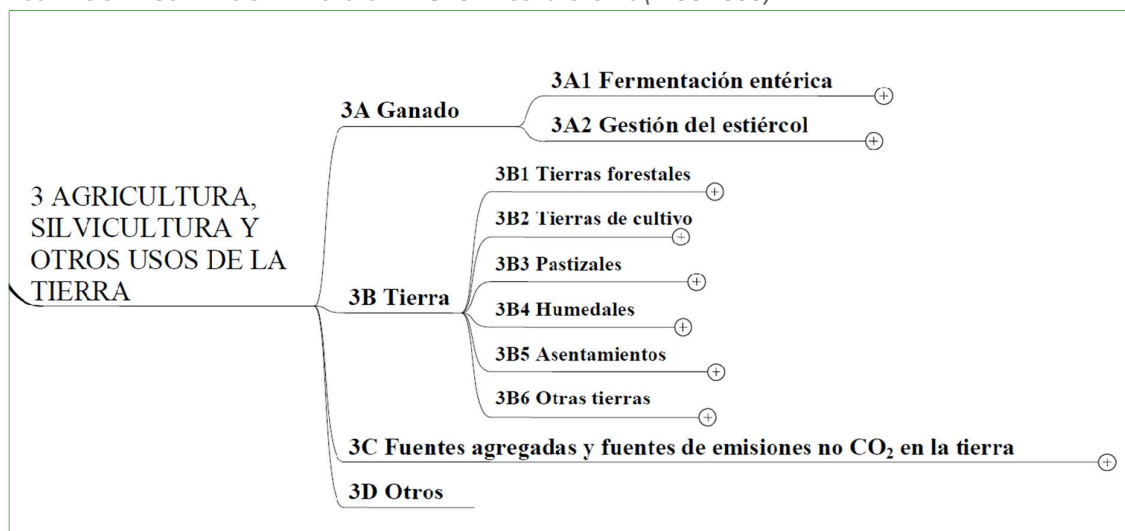 3A1 Fermentación entérica
3A Ganado
3A2 Gestión del estiércol
3B1 Tierras forestales
3 AGRICULTURA,
SILVICULTURA Y
OTROS USOS DE LA
TIERRA
3B2 Tierras de cultivo
3B3 Pastizales
3B Tierra
3B4 Humedales
3B5 Asentamientos
3B6 Otras tierras
3C Fuentes agregadas y fuentes de emisiones no CO₂ en la tierra
3D Otros